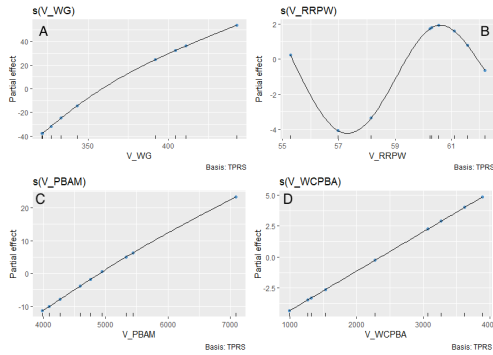 s(V_WG)
A
Partial effect
40
20
0
-20
-40
350
400
V_WG
Basis: TPRS
s(V_RRPW)
B
Partial effect
2
0
-2
-4
55
57
59
61
V_RRPW
Basis: TPRS
s(V_PBAM)
C
Partial effect
20
10
0
-10
4000
5000
6000
7000
V_PBAM
Basis: TPRS
s(V_WCPBA)
D
Partial effect
5.0
2.5
0.0
-2.5
1000
2000
3000
4000
V_WCPBA
Basis: TPRS